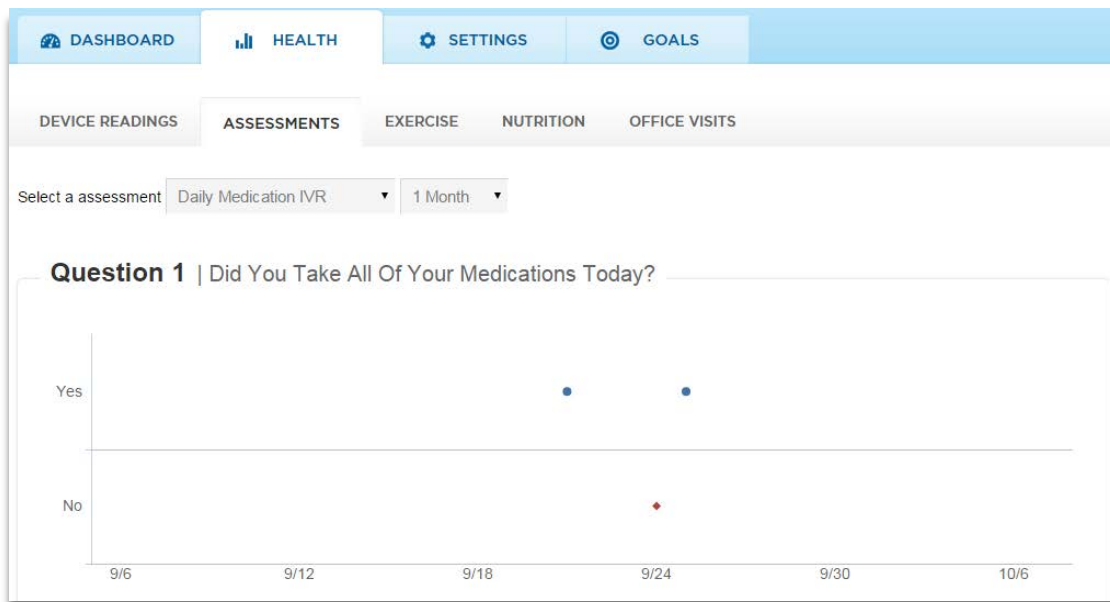 DASHBOARD HEALTH SETTINGS GOALS
DEVICE READINGS ASSESSMENTS EXERCISE NUTRITION OFFICE VISITS
Select a assessment Daily Medication IVR 1 Month
Question 1 | Did You Take All Of Your Medications Today?
Yes
No
9/6 9/12 9/18 9/24 9/30 10/6